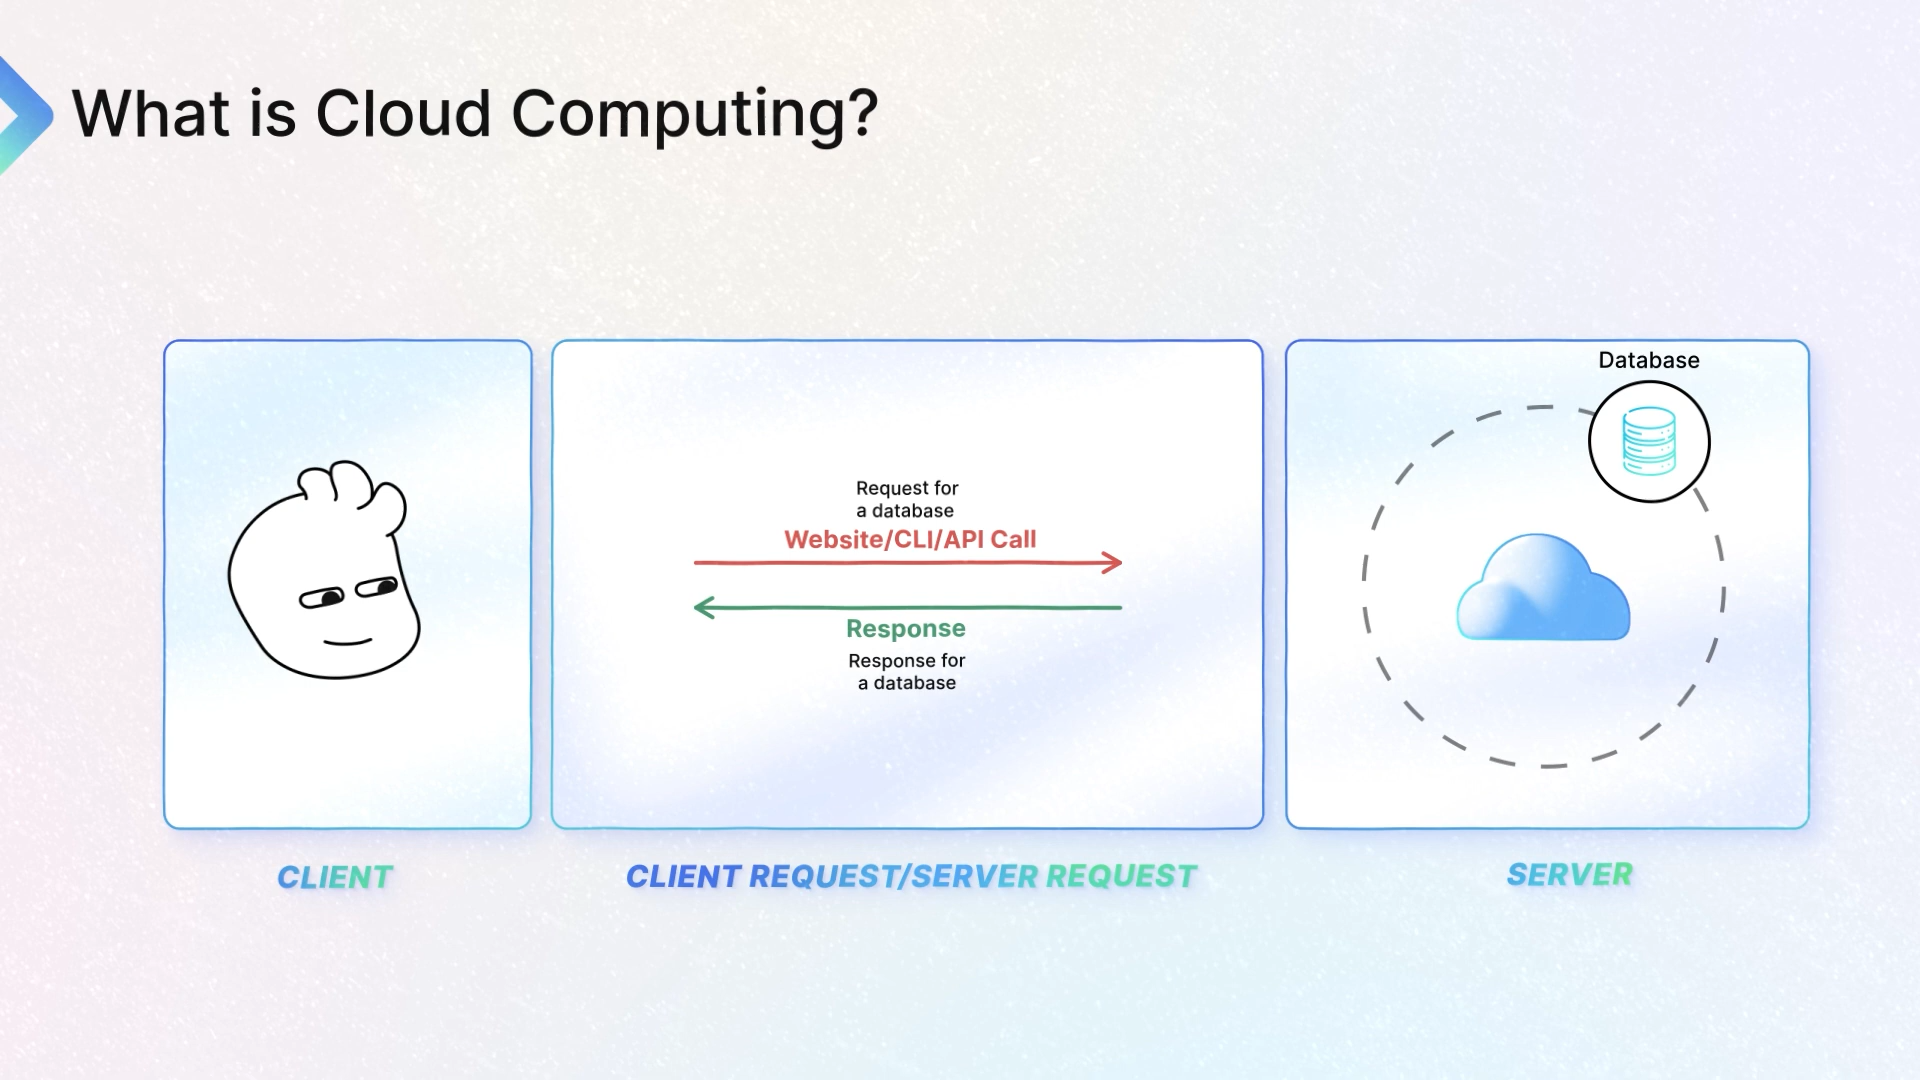 What is Cloud Computing?
Database
Request for
a database
Website/CLI/API Call
Response
Response for
a database
CLIENT
CLIENT REQUEST/SERVER REQUEST
SERVER